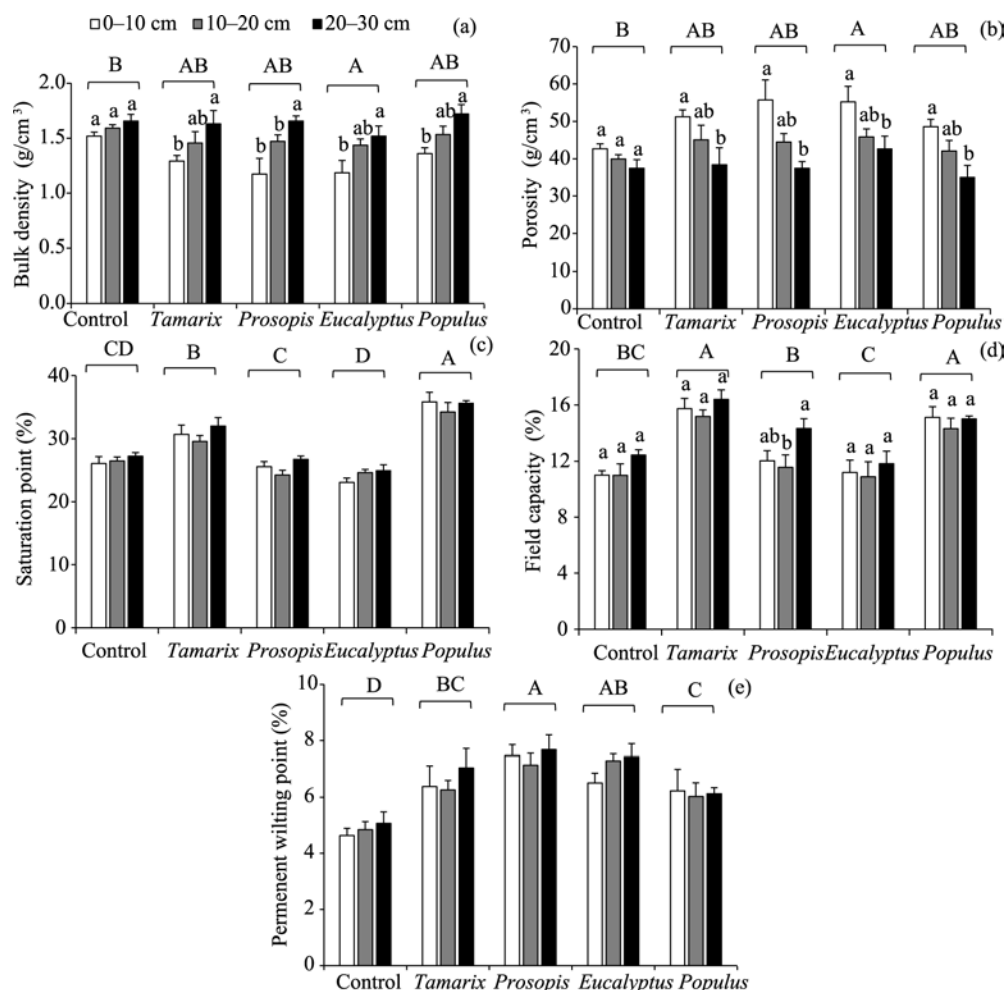 0–10 cm 10–20 cm 20–30 cm
(a)
B AB AB A AB
2.0
a a a b ab a b b a b ab a b ab a
1.5
1.0
0.5
0.0
Bulk density (g/cm³)
Control Tamarix Prosopis Eucalyptus Populus
(b)
B AB AB A AB
70
60
50
40
30
20
10
0
a a a a ab b a ab b a ab b a ab b
Porosity (g/cm³)
Control Tamarix Prosopis Eucalyptus Populus
(c)
CD B C D A
40
30
20
10
0
Saturation point (%)
Control Tamarix Prosopis Eucalyptus Populus
(d)
BC A B C A
20
16
12
8
4
0
a a a a a a ab b a a a a a a a
Field capacity (%)
Control Tamarix Prosopis Eucalyptus Populus
(e)
D BC A AB C
10
8
6
4
2
0
Permenent wilting point (%)
Control Tamarix Prosopis Eucalyptus Populus